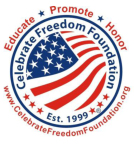 Educate ★ Promote ★ Honor
Celebrate Freedom Foundation
Est. 1999
www.CelebrateFreedomFoundation.org